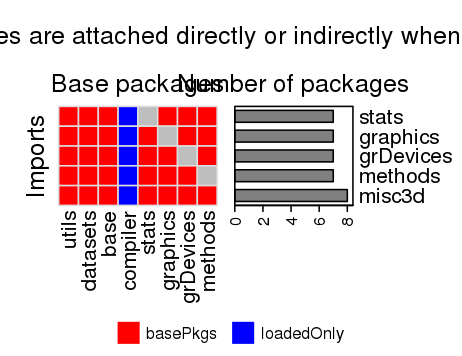 es are attached directly or indirectly when
Base packages
Number of packages
Imports
stats
graphics
grDevices
methods
misc3d
utils
datasets
base
compiler
stats
graphics
grDevices
methods
0
2
4
6
8
basePkgs
loadedOnly